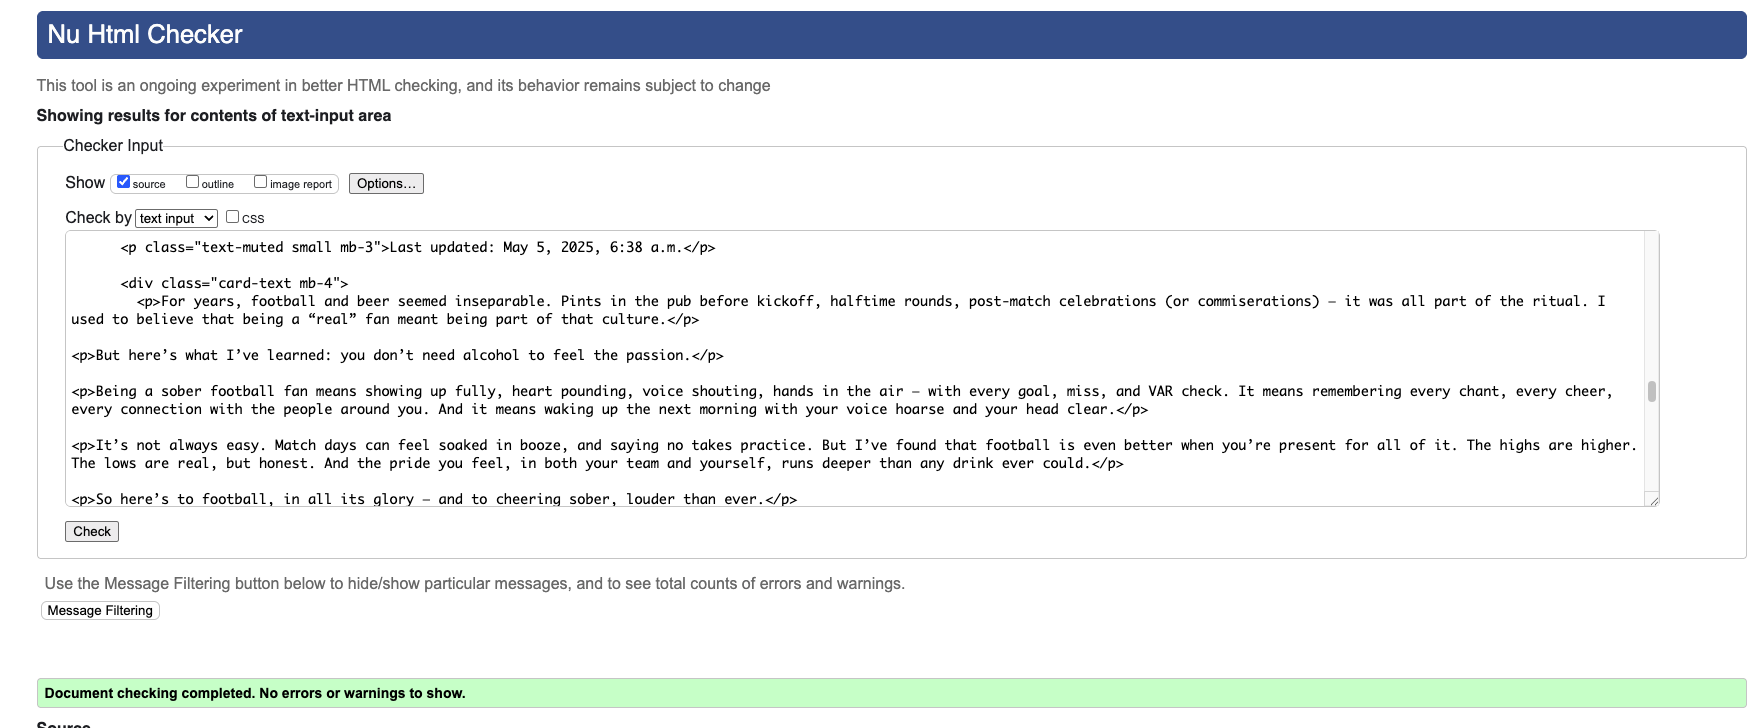 Nu Html Checker
This tool is an ongoing experiment in better HTML checking, and its behavior remains subject to change
Showing results for contents of text-input area
Checker Input
Show source outline image report Options...
Check by text input css
<p class="text-muted small mb-3">Last updated: May 5, 2025, 6:38 a.m.</p>
<div class="card-text mb-4">
<p>For years, football and beer seemed inseparable. Pints in the pub before kickoff, halftime rounds, post-match celebrations (or commiserations) — it was all part of the ritual. I
used to believe that being a “real” fan meant being part of that culture.</p>
<p>But here’s what I’ve learned: you don’t need alcohol to feel the passion.</p>
<p>Being a sober football fan means showing up fully, heart pounding, voice shouting, hands in the air — with every goal, miss, and VAR check. It means remembering every chant, every cheer,
every connection with the people around you. And it means waking up the next morning with your voice hoarse and your head clear.</p>
<p>It’s not always easy. Match days can feel soaked in booze, and saying no takes practice. But I’ve found that football is even better when you’re present for all of it. The highs are higher.
The lows are real, but honest. And the pride you feel, in both your team and yourself, runs deeper than any drink ever could.</p>
<p>So here’s to football, in all its glory — and to cheering sober, louder than ever.</p>
Check
Use the Message Filtering button below to hide/show particular messages, and to see total counts of errors and warnings.
Message Filtering
Document checking completed. No errors or warnings to show.
Source